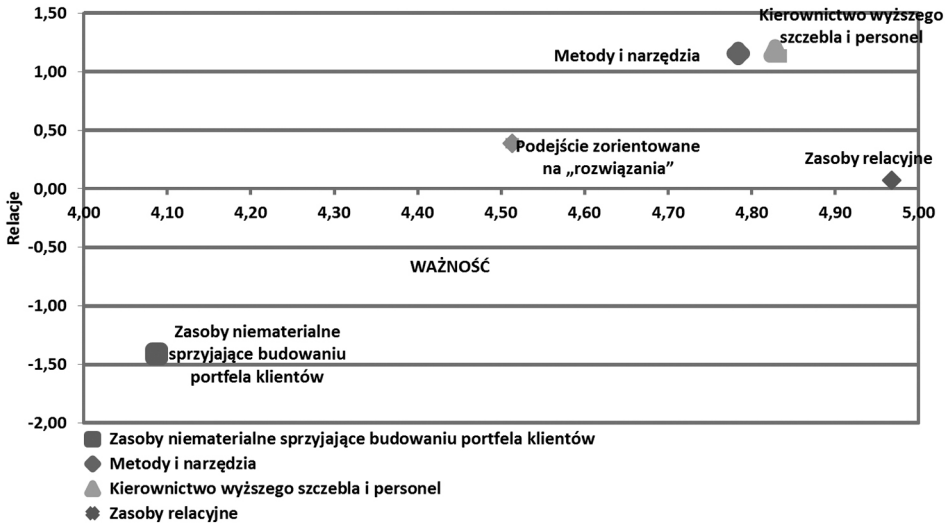 1,50
Kierownictwo wyższego
szczebla i personel
Metody i narzędzia
1,00
0,50
Podejście zorientowane
na „rozwiązania”
Zasoby relacyjne
0,00
4,00 4,10 4,20 4,30 4,40 4,50 4,60 4,70 4,80 4,90 5,00
Relacje
-0,50
WAŻNOŚĆ
-1,00
Zasoby niematerialne
sprzyjające budowaniu
portfela klientów
-1,50
-2,00
Zasoby niematerialne sprzyjające budowaniu portfela klientów
Metody i narzędzia
Kierownictwo wyższego szczebla i personel
Zasoby relacyjne